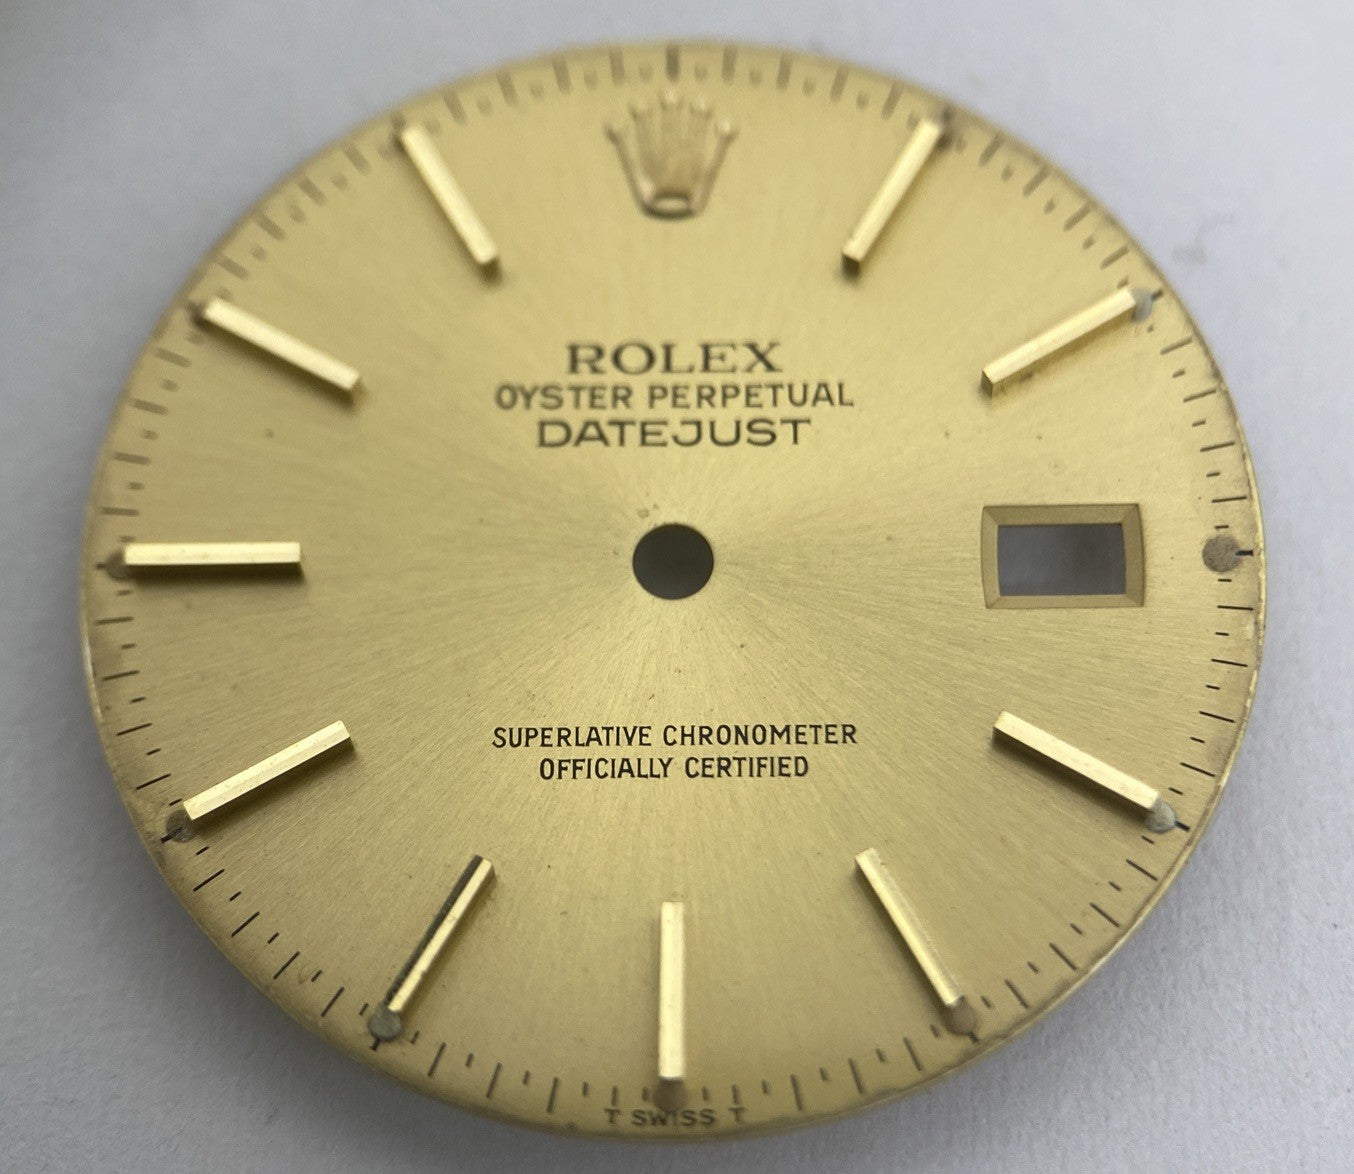 ROLEX
OYSTER PERPETUAL
DATEJUST
SUPERLATIVE CHRONOMETER
OFFICIALLY CERTIFIED
T SWISS T